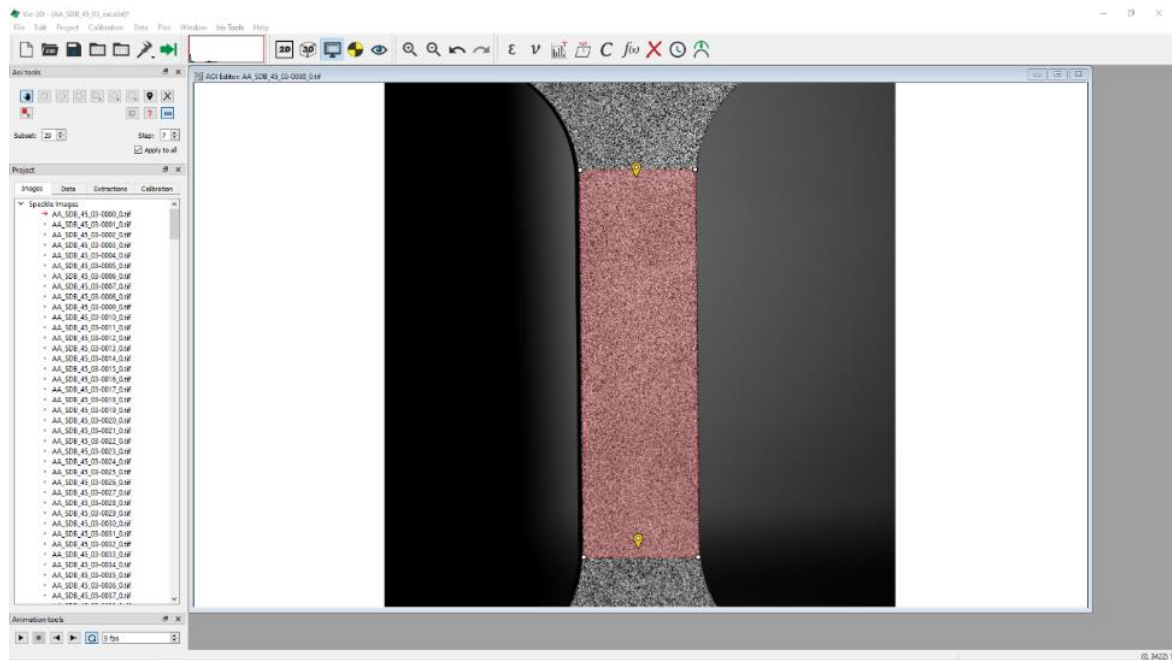 Vic-3D - (AA_SDB_45_03_val.z3d)*
File Edit Project Calibration Data Plot Window Iris Tools Help
2D 3D ε ν C f(x)
Aoi tools
AOI Editor: AA_SDB_45_03-0000_0.tif
Subset: 29 Step: 7
Apply to all
Project
Images Data Extractions Calibration
Speckle Images
AA_SDB_45_03-0000_0.tif
AA_SDB_45_03-0001_0.tif
AA_SDB_45_03-0002_0.tif
AA_SDB_45_03-0003_0.tif
AA_SDB_45_03-0004_0.tif
AA_SDB_45_03-0005_0.tif
AA_SDB_45_03-0006_0.tif
AA_SDB_45_03-0007_0.tif
AA_SDB_45_03-0008_0.tif
AA_SDB_45_03-0009_0.tif
AA_SDB_45_03-0010_0.tif
AA_SDB_45_03-0011_0.tif
AA_SDB_45_03-0012_0.tif
AA_SDB_45_03-0013_0.tif
AA_SDB_45_03-0014_0.tif
AA_SDB_45_03-0015_0.tif
AA_SDB_45_03-0016_0.tif
AA_SDB_45_03-0017_0.tif
AA_SDB_45_03-0018_0.tif
AA_SDB_45_03-0019_0.tif
AA_SDB_45_03-0020_0.tif
AA_SDB_45_03-0021_0.tif
AA_SDB_45_03-0022_0.tif
AA_SDB_45_03-0023_0.tif
AA_SDB_45_03-0024_0.tif
AA_SDB_45_03-0025_0.tif
AA_SDB_45_03-0026_0.tif
AA_SDB_45_03-0027_0.tif
AA_SDB_45_03-0028_0.tif
AA_SDB_45_03-0029_0.tif
AA_SDB_45_03-0030_0.tif
AA_SDB_45_03-0031_0.tif
AA_SDB_45_03-0032_0.tif
AA_SDB_45_03-0033_0.tif
AA_SDB_45_03-0034_0.tif
AA_SDB_45_03-0035_0.tif
AA_SDB_45_03-0036_0.tif
AA_SDB_45_03-0037_0.tif
Animation tools
5 fps